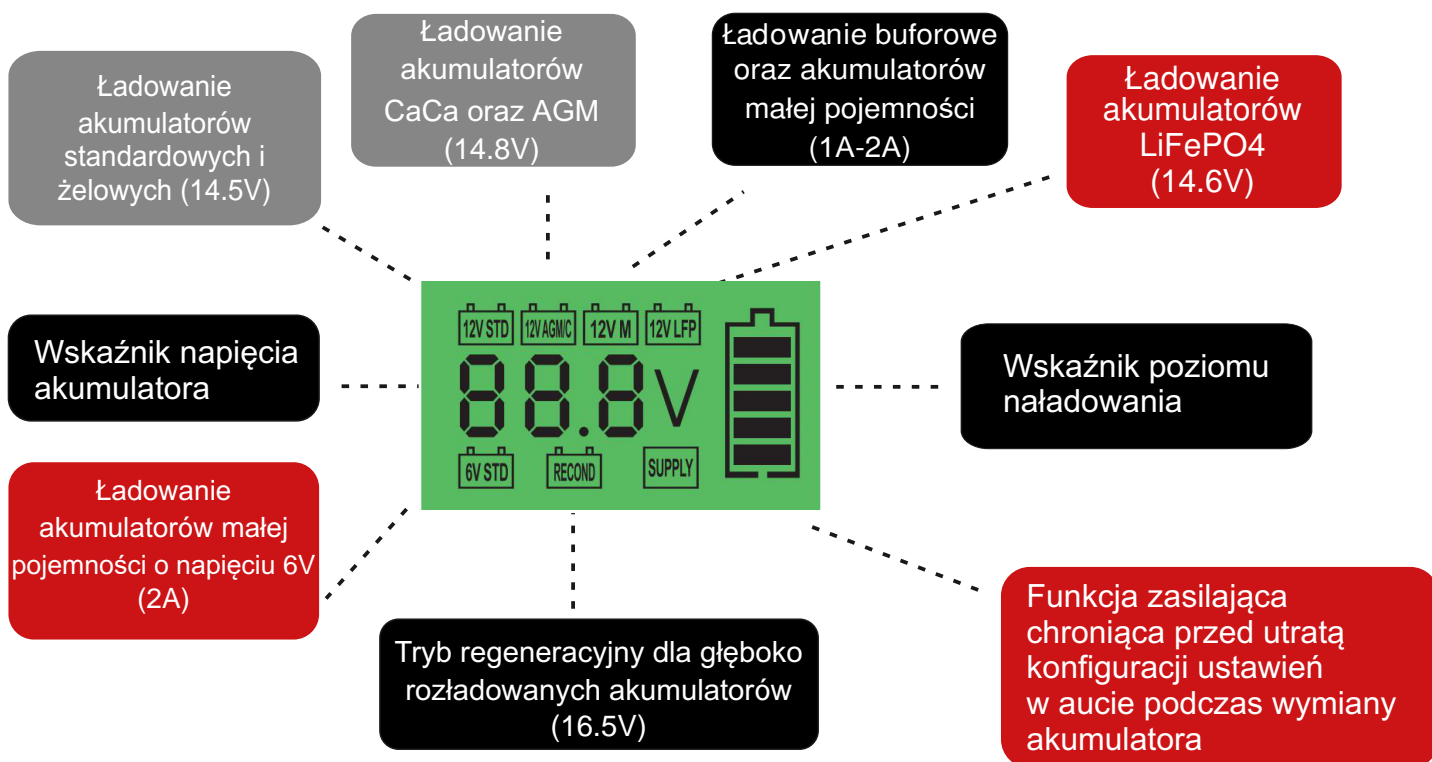 Ładowanie
akumulatorów
standardowych i
żelowych (14.5V)
Ładowanie
akumulatorów
CaCa oraz AGM
(14.8V)
Ładowanie buforowe
oraz akumulatorów
małej pojemności
(1A-2A)
Ładowanie
akumulatorów
LiFePO4
(14.6V)
Wskaźnik napięcia
akumulatora
12V STD 12V AGM/C 12V M 12V LFP
88.8V
6V STD RECOND SUPPLY
Wskaźnik poziomu
naładowania
Ładowanie
akumulatorów małej
pojemności o napięciu 6V
(2A)
Tryb regeneracyjny dla głęboko
rozładowanych akumulatorów
(16.5V)
Funkcja zasilająca
chroniąca przed utratą
konfiguracji ustawień
w aucie podczas wymiany
akumulatora